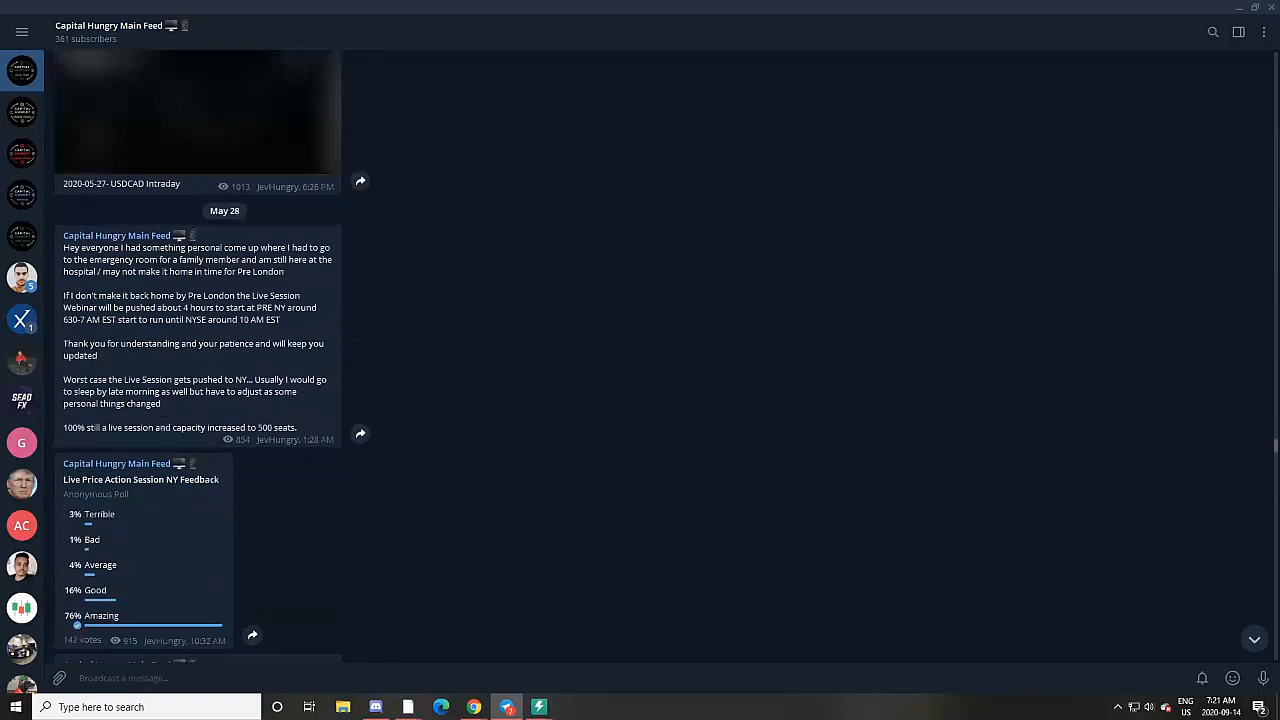 Capital Hungry Main Feed
361 subscribers
2020-05-27- USDCAD Intraday
1013 JevHungry, 6:26 PM
May 28
Capital Hungry Main Feed
Hey everyone I had something personal come up where I had to go
to the emergency room for a family member and am still here at the
hospital / may not make it home in time for Pre London
If I don't make it back home by Pre London the Live Session
Webinar will be pushed about 4 hours to start at PRE NY around
630-7 AM EST start to run until NYSE around 10 AM EST
Thank you for understanding and your patience and will keep you
updated
Worst case the Live Session gets pushed to NY... Usually I would go
to sleep by late morning as well but have to adjust as some
personal things changed
100% still a live session and capacity increased to 500 seats.
854 JevHungry, 1:28 AM
Capital Hungry Main Feed
Live Price Action Session NY Feedback
Anonymous Poll
3% Terrible
1% Bad
4% Average
16% Good
76% Amazing
142 votes 915 JevHungry, 10:32 AM
5
1
SFAD
FX
G
AC
Broadcast a message...
Type here to search
7
ENG
US
7:21 AM
2020-09-14
2